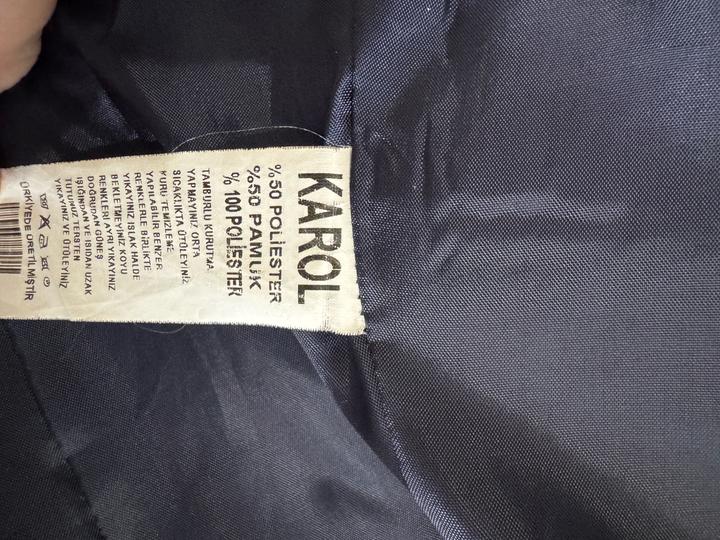 KAROL
%50 POLİESTER
%50 PAMUK
% 100 POLİESTER
TAMBURLU KURUTMA
YAPMAYINIZ ORTA
SICAKLIKTA ÜTÜLEYİNİZ
KURU TEMİZLEME
YAPILABİLİR BENZER
RENKLERLE BİRLİKTE
YIKAYINIZ ISLAK HALDE
BEKLETMEYİNİZ KOYU
RENKLERİ AYRI YIKAYINIZ
DOĞRUDAN GÜNEŞ
IŞIĞINDAN VE ISIDAN UZAK
TUTUNUZ TERSTEN
YIKAYINIZ VE ÜTÜLEYİNİZ
ÜRKİYEDE ÜRETİLMİŞTİR